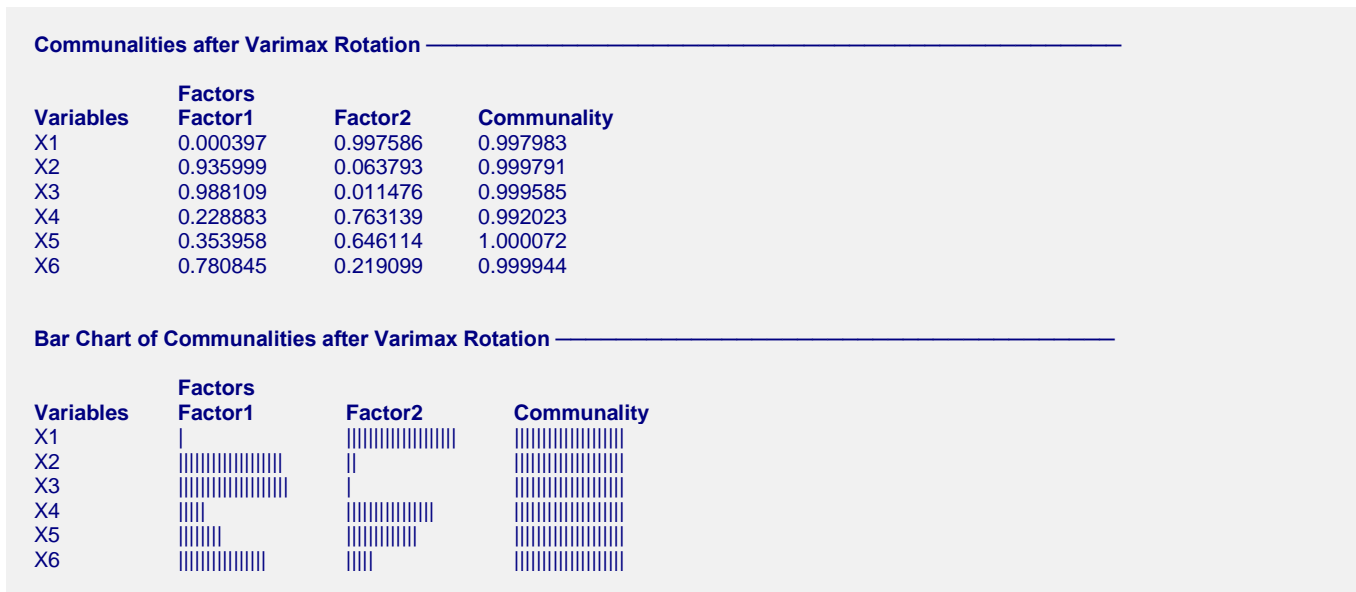 Communalities after Varimax Rotation
Factors
Variables Factor1 Factor2 Communality
X1 0.000397 0.997586 0.997983
X2 0.935999 0.063793 0.999791
X3 0.988109 0.011476 0.999585
X4 0.228883 0.763139 0.992023
X5 0.353958 0.646114 1.000072
X6 0.780845 0.219099 0.999944
Bar Chart of Communalities after Varimax Rotation
Factors
Variables Factor1 Factor2 Communality
X1 | |||||||||||||||||||| ||||||||||||||||||||
X2 ||||||||||||||||||| || ||||||||||||||||||||
X3 |||||||||||||||||||| | ||||||||||||||||||||
X4 ||||| |||||||||||||||| ||||||||||||||||||||
X5 |||||||| ||||||||||||| ||||||||||||||||||||
X6 |||||||||||||||| ||||| ||||||||||||||||||||